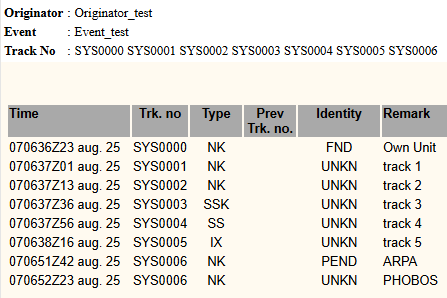 Originator : Originator_test
Event : Event_test
Track No : SYS0000 SYS0001 SYS0002 SYS0003 SYS0004 SYS0005 SYS0006
Time Trk. no Type Prev Trk. no. Identity Remark
070636Z23 aug. 25 SYS0000 NK FND Own Unit
070637Z01 aug. 25 SYS0001 NK UNKN track 1
070637Z13 aug. 25 SYS0002 NK UNKN track 2
070637Z36 aug. 25 SYS0003 SSK UNKN track 3
070637Z56 aug. 25 SYS0004 SS UNKN track 4
070638Z16 aug. 25 SYS0005 IX UNKN track 5
070651Z42 aug. 25 SYS0006 NK PEND ARPA
070652Z23 aug. 25 SYS0006 NK UNKN PHOBOS